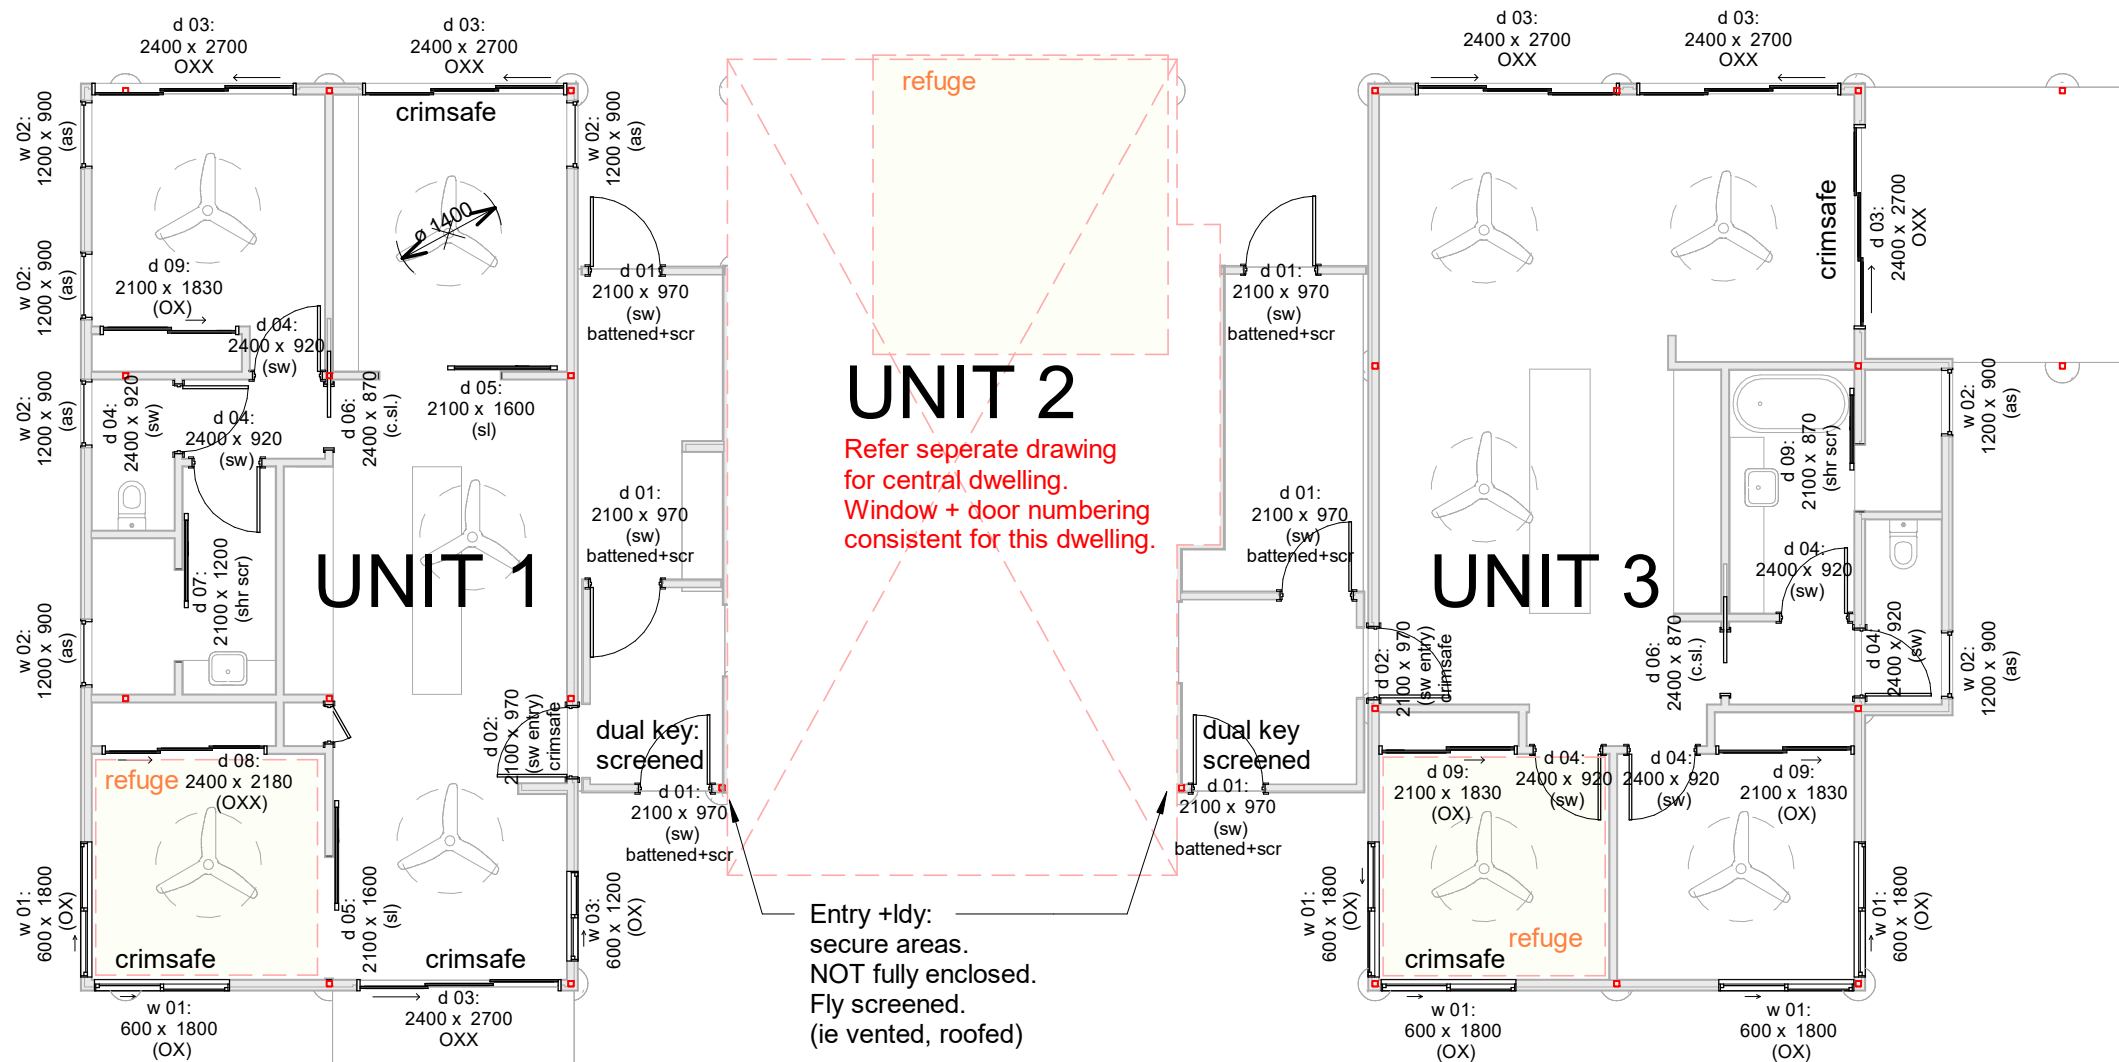 d 03:
2400 x 2700
OXX
d 03:
2400 x 2700
OXX
d 03:
2400 x 2700
OXX
d 03:
2400 x 2700
OXX
w 02:
1200 x 900
(as)
crimsafe
w 02:
1200 x 900
(as)
refuge
ø 1400
crimsafe
d 03:
2400 x 2700
OXX
w 02:
1200 x 900
(as)
d 09:
2100 x 1830
(OX)
d 04:
2400 x 920
(sw)
d 01:
2100 x 970
(sw)
battened+scr
d 01:
2100 x 970
(sw)
battened+scr
w 02:
1200 x 900
(as)
d 04:
2400 x 920
(sw)
d 04:
2400 x 920
(sw)
d 06:
2400 x 870
(c.sl.)
d 05:
2100 x 1600
(sl)
UNIT 2
Refer seperate drawing
for central dwelling.
Window + door numbering
consistent for this dwelling.
d 09:
2100 x 870
(shr scr)
w 02:
1200 x 900
(as)
d 01:
2100 x 970
(sw)
battened+scr
d 01:
2100 x 970
(sw)
battened+scr
d 07:
2100 x 1200
(shr scr)
UNIT 1
UNIT 3
d 04:
2400 x 920
(sw)
w 02:
1200 x 900
(as)
d 02:
2100 x 970
(sw entry)
crimsafe
d 02:
2100 x 970
(sw entry)
crimsafe
d 06:
2400 x 870
(c.sl.)
d 04:
2400 x 920
(sw)
w 02:
1200 x 900
(as)
dual key:
screened
dual key
screened
refuge
d 08:
2400 x 2180
(OXX)
d 01:
2100 x 970
(sw)
battened+scr
d 01:
2100 x 970
(sw)
battened+scr
d 09:
2100 x 1830
(OX)
d 04:
2400 x 920
(sw)
d 04:
2400 x 920
(sw)
d 09:
2100 x 1830
(OX)
w 01:
600 x 1800
(OX)
crimsafe
d 05:
2100 x 1600
(sl)
crimsafe
w 03:
600 x 1200
(OX)
Entry +ldy:
secure areas.
NOT fully enclosed.
Fly screened.
(ie vented, roofed)
w 01:
600 x 1800
(OX)
refuge
crimsafe
w 01:
600 x 1800
(OX)
w 01:
600 x 1800
(OX)
d 03:
2400 x 2700
OXX
w 01:
600 x 1800
(OX)
w 01:
600 x 1800
(OX)